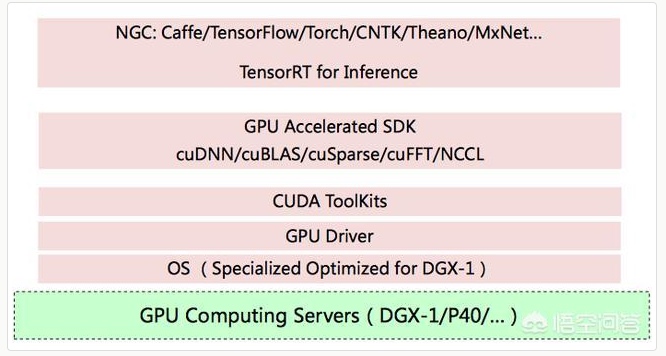 NGC: Caffe/TensorFlow/Torch/CNTK/Theano/MxNet...
TensorRT for Inference
GPU Accelerated SDK
cuDNN/cuBLAS/cuSparse/cuFFT/NCCL
CUDA ToolKits
GPU Driver
OS （Specialized Optimized for DGX-1）
GPU Computing Servers（DGX-1/P40/... ）
悟空问答